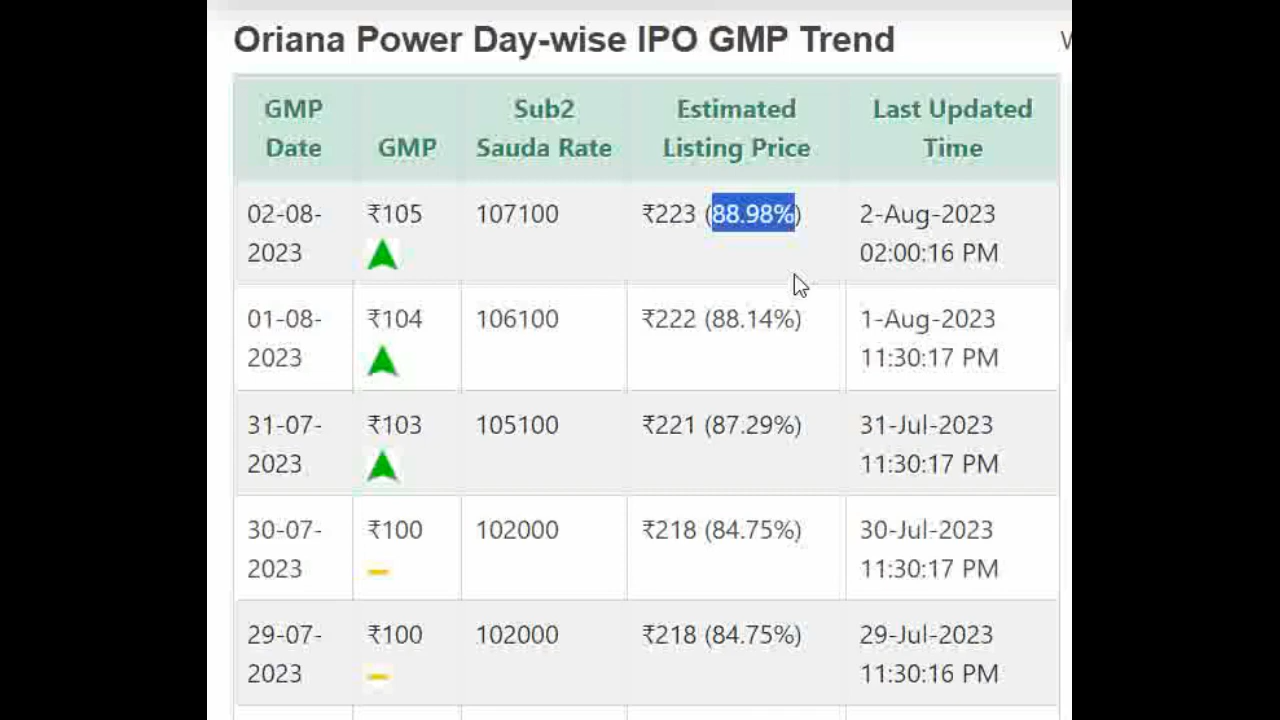 Oriana Power Day-wise IPO GMP Trend
GMP Date
GMP
Sub2 Sauda Rate
Estimated Listing Price
Last Updated Time
02-08-2023
₹105
107100
₹223 (88.98%)
2-Aug-2023 02:00:16 PM
01-08-2023
₹104
106100
₹222 (88.14%)
1-Aug-2023 11:30:17 PM
31-07-2023
₹103
105100
₹221 (87.29%)
31-Jul-2023 11:30:17 PM
30-07-2023
₹100
102000
₹218 (84.75%)
30-Jul-2023 11:30:17 PM
29-07-2023
₹100
102000
₹218 (84.75%)
29-Jul-2023 11:30:16 PM